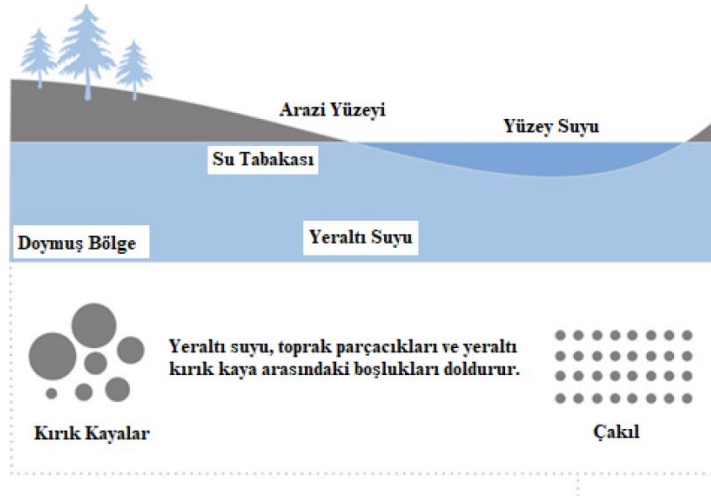 Arazi Yüzeyi
Yüzey Suyu
Su Tabakası
Doymuş Bölge
Yeraltı Suyu
Yeraltı suyu, toprak parçacıkları ve yeraltı
kırık kaya arasındaki boşlukları doldurur.
Kırık Kayalar
Çakıl